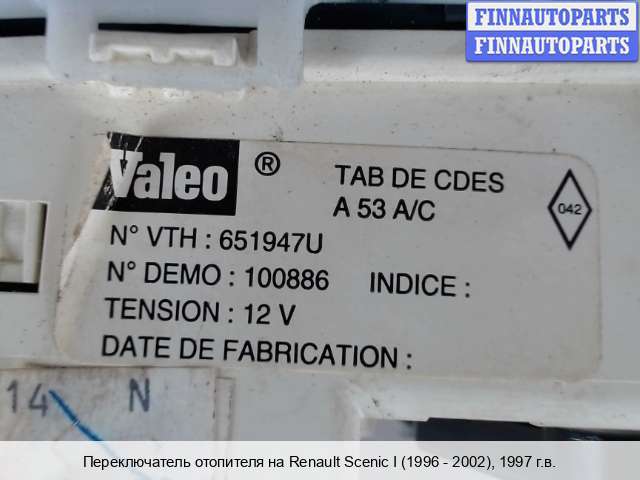 FINNAUTOPARTS
FINNAUTOPARTS
Valeo ®
TAB DE CDES
A 53 A/C
042
N° VTH : 651947U
N° DEMO : 100886 INDICE :
TENSION : 12 V
DATE DE FABRICATION :
14 N
Переключатель отопителя на Renault Scenic I (1996 - 2002), 1997 г.в.